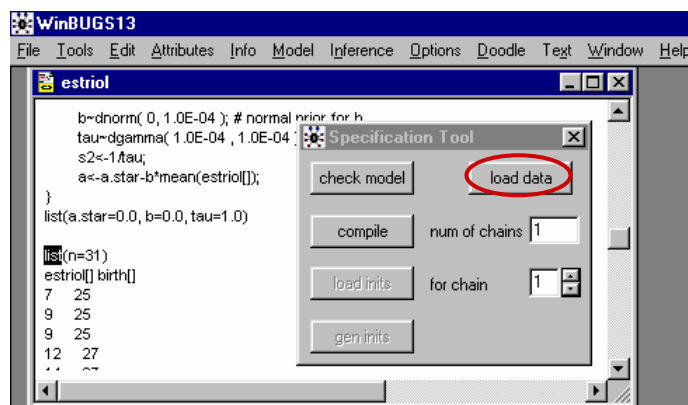 WinBUGS13
File Tools Edit Attributes Info Model Inference Options Doodle Text Window Help
estriol
b~dnorm( 0, 1.0E-04 ); # normal prior for b
tau~dgamma( 1.0E-04 , 1.0E-04
s2<-1/tau;
a<-a.star-b*mean(estriol[]);
}
list(a.star=0.0, b=0.0, tau=1.0)
list(n=31)
estriol[] birth[]
7 25
9 25
9 25
12 27
Specification Tool
check model load data
compile num of chains 1
load inits for chain 1
gen inits